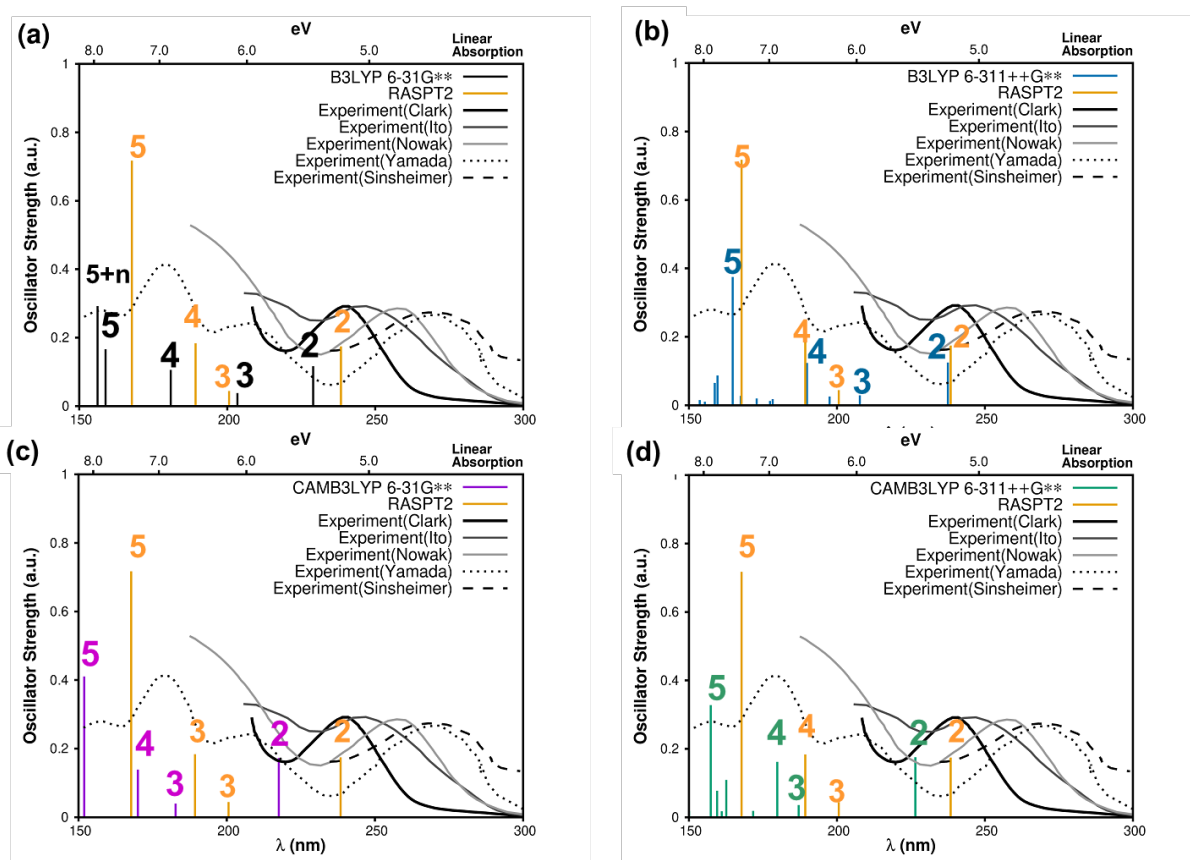 (a)
eV
8.0 7.0 6.0 5.0
Linear
Absorption
B3LYP 6-31G**
RASPT2
Experiment(Clark)
Experiment(Ito)
Experiment(Nowak)
Experiment(Yamada)
Experiment(Sinsheimer)
Oscillator Strength (a.u.)
1
0.8
0.6
0.4
0.2
0
5
5+n
5
4
4
3
3
2
2
150 200 250 300
(b)
eV
8.0 7.0 6.0 5.0
Linear
Absorption
B3LYP 6-311++G**
RASPT2
Experiment(Clark)
Experiment(Ito)
Experiment(Nowak)
Experiment(Yamada)
Experiment(Sinsheimer)
Oscillator Strength (a.u.)
1
0.8
0.6
0.4
0.2
0
5
5
4
4
3
3
2
2
150 200 250 300
(c)
eV
8.0 7.0 6.0 5.0
Linear
Absorption
CAMB3LYP 6-31G**
RASPT2
Experiment(Clark)
Experiment(Ito)
Experiment(Nowak)
Experiment(Yamada)
Experiment(Sinsheimer)
Oscillator Strength (a.u.)
1
0.8
0.6
0.4
0.2
0
5
5
4
3
3
3
2
2
150 200 250 300
λ (nm)
(d)
eV
8.0 7.0 6.0 5.0
Linear
Absorption
CAMB3LYP 6-311++G**
RASPT2
Experiment(Clark)
Experiment(Ito)
Experiment(Nowak)
Experiment(Yamada)
Experiment(Sinsheimer)
Oscillator Strength (a.u.)
1
0.8
0.6
0.4
0.2
0
5
5
4
4
3
3
2
2
150 200 250 300
λ (nm)